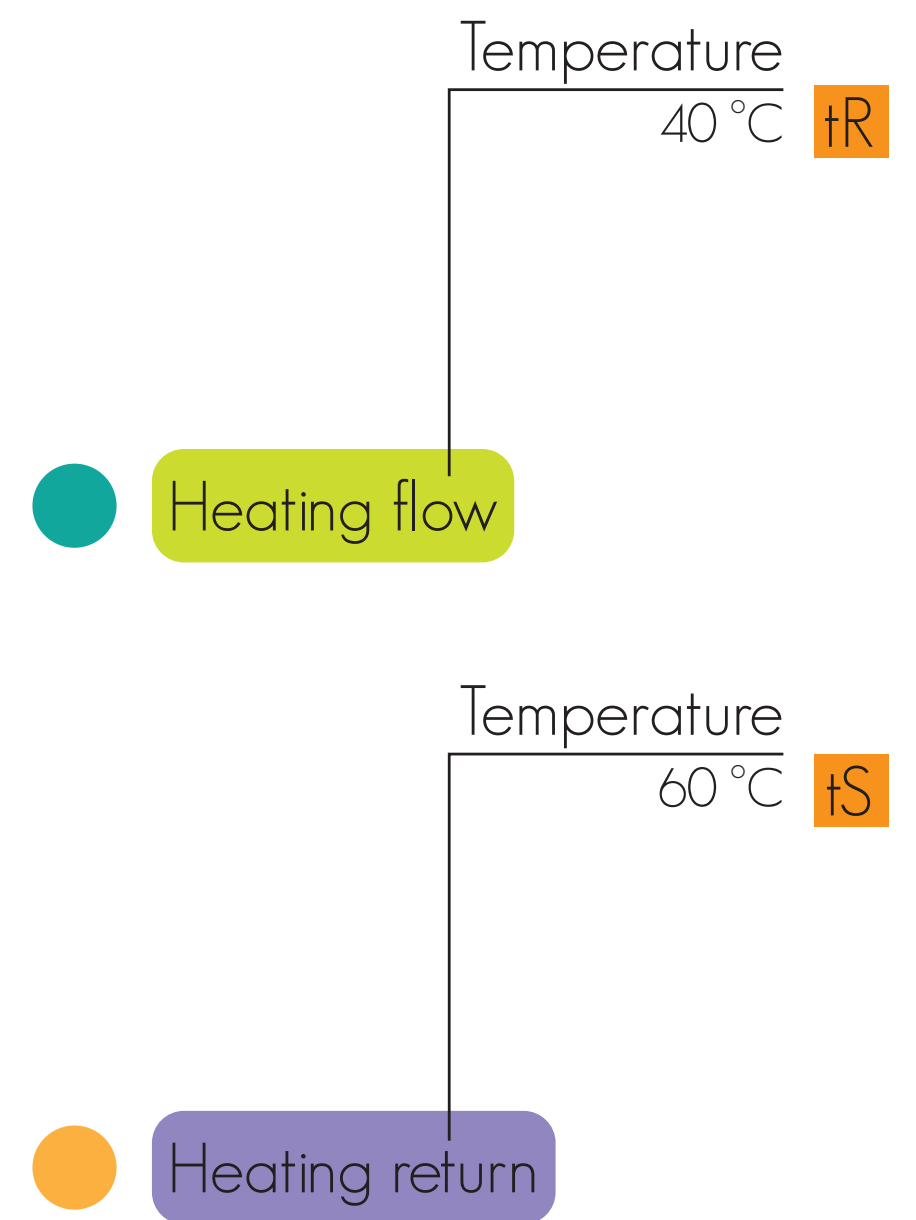 Temperature
40 °C
tR
Heating flow
Temperature
60 °C
tS
Heating return